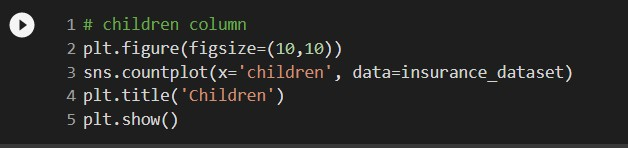 1 # children column
2 plt.figure(figsize=(10,10))
3 sns.countplot(x='children', data=insurance_dataset)
4 plt.title('Children')
5 plt.show()